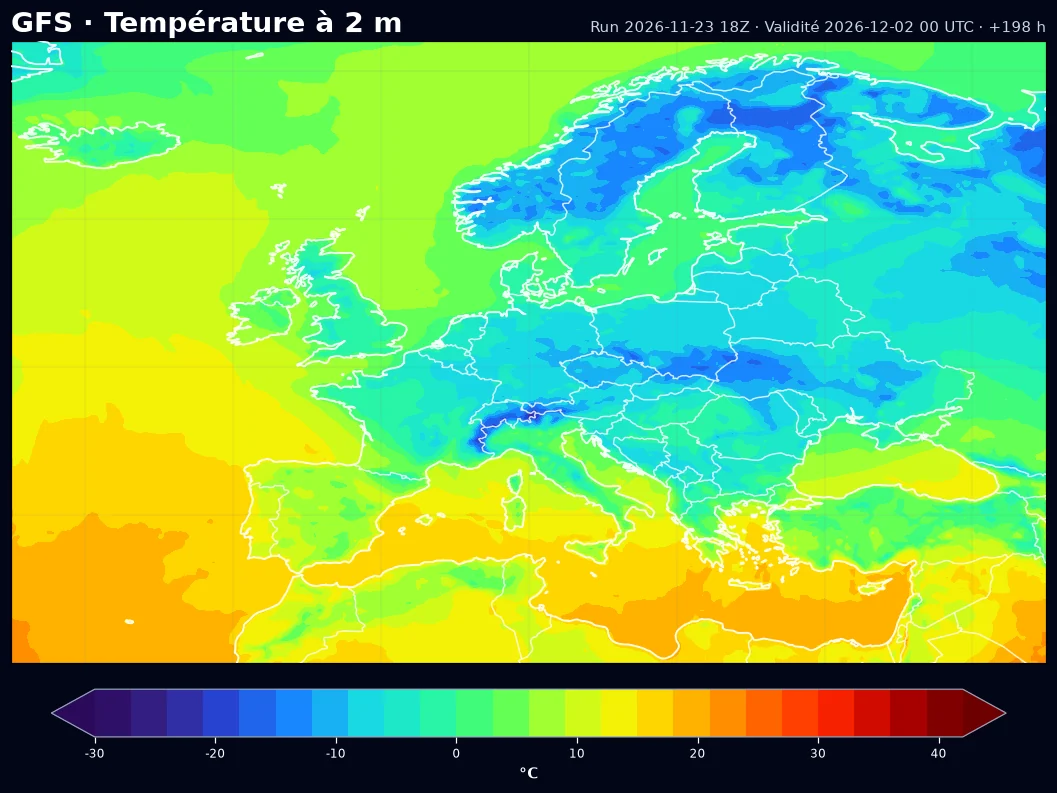 GFS · Température à 2 m
Run 2026-11-23 18Z · Validité 2026-12-02 00 UTC · +198 h
-30 -20 -10 0 10 20 30 40
°C